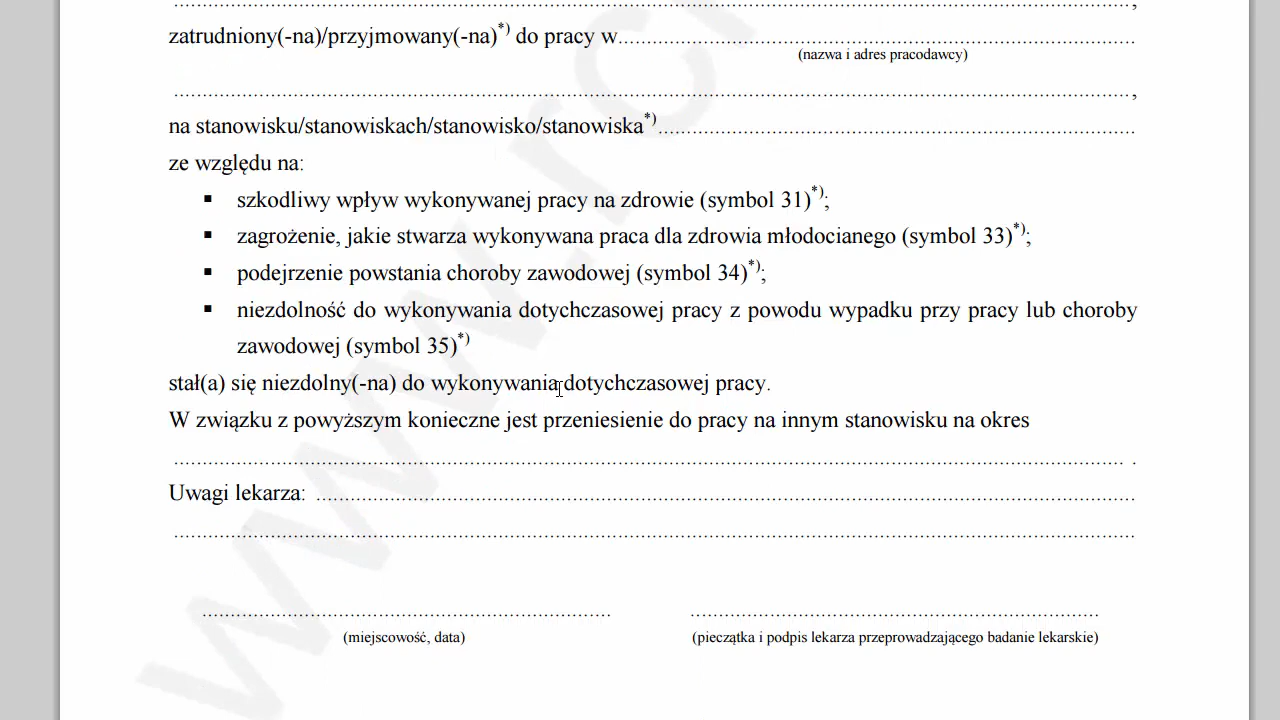 ...................................................................................................,
zatrudniony(-na)/przyjmowany(-na)*) do pracy w...................................................................
(nazwa i adres pracodawcy)
...................................................................................................,
na stanowisku/stanowiskach/stanowisko/stanowiska*)...................................................................
ze względu na:
▪ szkodliwy wpływ wykonywanej pracy na zdrowie (symbol 31)*);
▪ zagrożenie, jakie stwarza wykonywana praca dla zdrowia młodocianego (symbol 33)*);
▪ podejrzenie powstania choroby zawodowej (symbol 34)*);
▪ niezdolność do wykonywania dotychczasowej pracy z powodu wypadku przy pracy lub choroby
zawodowej (symbol 35)*)
stał(a) się niezdolny(-na) do wykonywania dotychczasowej pracy.
W związku z powyższym konieczne jest przeniesienie do pracy na innym stanowisku na okres
................................................................................................... .
Uwagi lekarza: ...................................................................................................
...................................................................................................
.................................................. ..................................................
(miejscowość, data) (pieczątka i podpis lekarza przeprowadzającego badanie lekarskie)